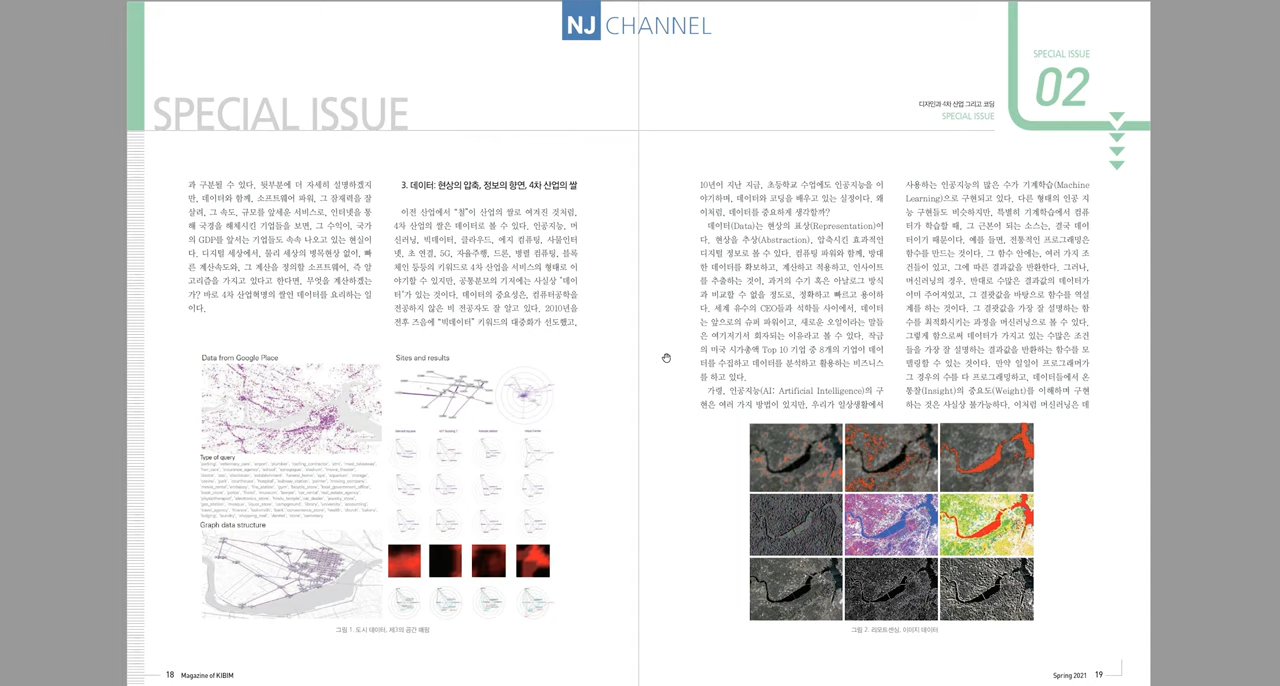 NJ CHANNEL
SPECIAL ISSUE
SPECIAL ISSUE
02
디자인과 4차 산업 그리고 코딩
SPECIAL ISSUE
과 구분될 수 있다. 뒷부분에 더 자세히 설명하겠지
만, 데이터와 함께, 소프트웨어 파워, 그 잠재력을 잘
살려, 그 속도, 규모를 앞세운 서비스로, 인터넷을 통
해 국경을 해체시킨 기업들을 보면, 그 수익이, 국가
의 GDP를 앞서는 기업들도 속속나오고 있는 현실이
다. 디지털 세상에서, 물리 세상의 병목현상 없이, 빠
른 계산속도와, 그 계산을 정의할 소프트웨어, 즉 알
고리즘을 가지고 있다고 한다면, 무엇을 계산하겠는
가? 바로 4차 산업혁명의 쌀인 데이터를 요리하는 일
이다.
3. 데이터: 현상의 압축, 정보의 향연, 4차 산업의 쌀
이전 산업에서 "철"이 산업의 쌀로 여겨진 것처럼,
4차 산업의 쌀은 데이터로 볼 수 있다. 인공지능, 머
신러닝, 빅데이터, 클라우드, 에지 컴퓨팅, 사물인터
넷, 초 연결, 5G, 자율주행, 드론, 병렬 컴퓨팅, 블록
체인 등등의 키워드로 4차 산업을 서비스의 형태로 이
야기할 수 있지만, 공통분모의 기저에는 사실상 "데이
터"가 있는 것이다. 데이터의 중요성은, 컴퓨터공학을
전공하지 않은 비 전공자도 잘 알고 있다. 2010년을
전후 즈음에 "빅데이터" 키워드의 대중화가 선도했고,
Data from Google Place
Type of query
Graph data structure
Sites and results
그림 1. 도시 데이터, 제3의 공간 매핑
10년이 지난 지금, 초등학교 수업에도 인공지능을 이
야기하며, 데이터와 코딩을 배우고 있는 실정이다. 왜
이처럼, 데이터를 중요하게 생각할까?
데이터(Data)는 현상의 표상(Representation)이
다. 현상을 추상(Abstraction), 압축시킨 효과적인
디지털 정보로 볼 수 있다. 컴퓨팅 파워와 함께, 방대
한 데이터를 확보하고, 계산하고 적용하고, 인사이트
를 추출하는 것이, 과거의 수기 혹은 아날로그 방식
과 비교할 수 없을 정도로, 정확하고 빠르고 용이하
다. 세계 유수의 CEO들과 석학들 사이에서, 데이터
는 앞으로의 슈퍼 파워이고, 새로운 오일이라는 말들
은 여기저기서 회자되는 이유라고 볼 수 있다. 작금
의 미국 시가총액 Top 10 기업 중 8개의 기업이 데이
터를 수집하고 데이터를 분석하고 활용하는 비즈니스
를 하고 있다.
가령, 인공지능(AI: Artificial Intelligence)의 구
현은 여러 가지 방법이 있지만, 우리가 일상생활에서
사용하는 인공지능의 많은 수가 기계학습(Machine
Learning)으로 구현되고 있다. 다른 형태의 인공 지
능 구현들도 비슷하지만, 특별히 기계학습에서 컴퓨
터가 학습할 때, 그 근본이 되는 소스는, 결국 데이
터이기 때문이다. 예를 들면, 전통적인 프로그래밍은
함수를 만드는 것이다. 그 함수 안에는, 여러 가지 조
건들이 있고, 그에 따른 결과값을 반환한다. 그러나,
머신러닝의 경우, 반대로 수많은 결과값의 데이터가
이미 주어져있고, 그 결괏값을 바탕으로 함수를 역설
계를 하는 것이다. 그 결괏값을 가장 잘 설명하는 함
수를 최적화시키는 과정을 머신러닝으로 볼 수 있다.
그렇게 함으로써 데이터가 가지고 있는 수많은 조건
들을 가장 잘 설명하는 결과값을 반환하는 함수를 모
델링할 수 있는 것이다. 만약 일일이 프로그래머가
그 경우의 수를 다 프로그래밍하고, 데이터들에서 온
통찰(Insight)의 중요도(Weight)를 이해하며 구현
하는 것은 사실상 불가능하다. 이처럼 머신러닝은 데
그림 2. 리모트센싱, 이미지 데이터
18 Magazine of KIBIM
Spring 2021 19